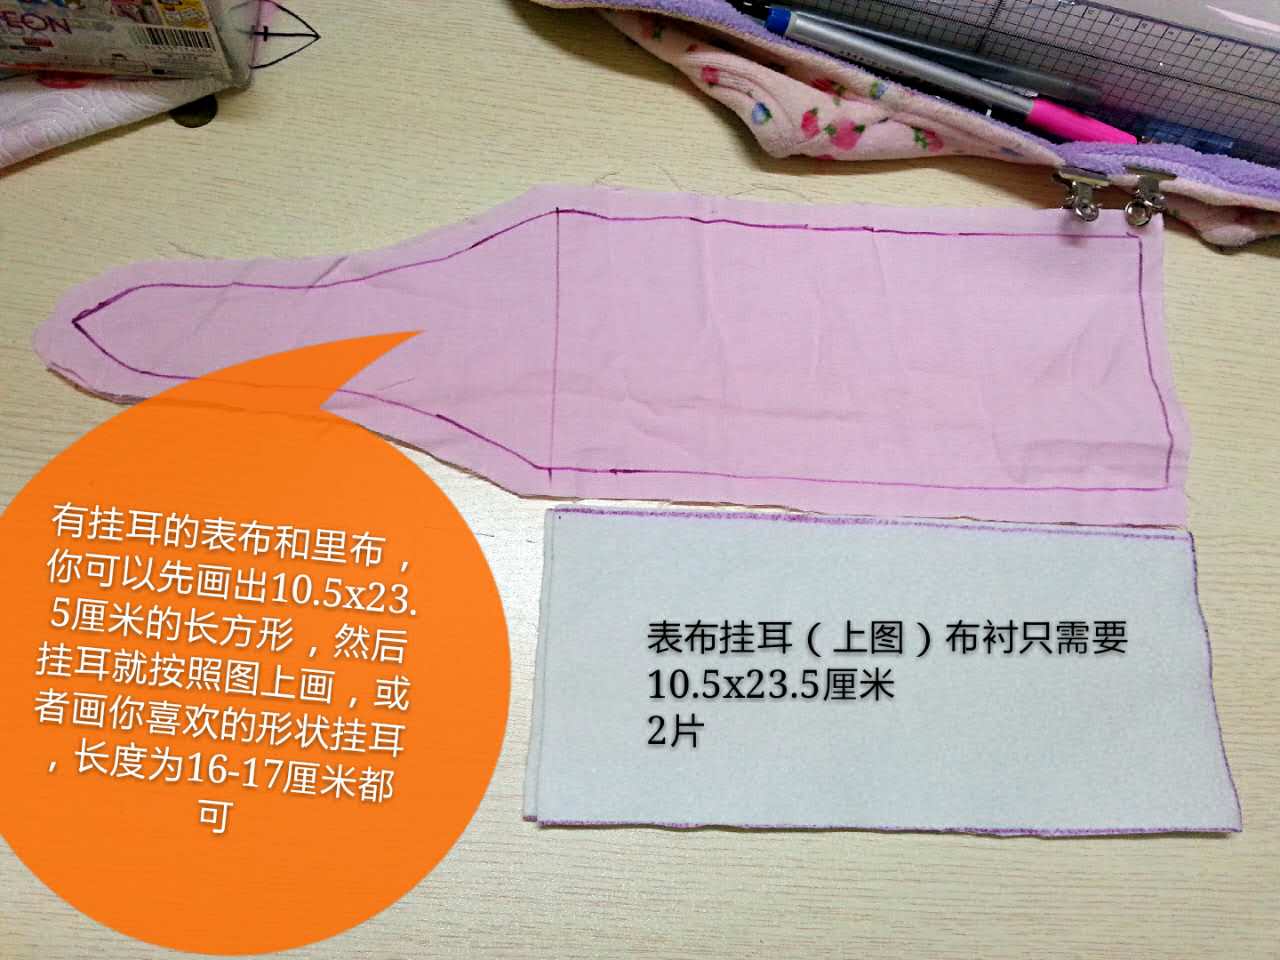 EON
有挂耳的表布和里布，
你可以先画出10.5x23.
5厘米的长方形，然后
挂耳就按照图上画，或
者画你喜欢的形状挂耳
，长度为16-17厘米都
可
表布挂耳（上图）布衬只需要
10.5x23.5厘米
2片